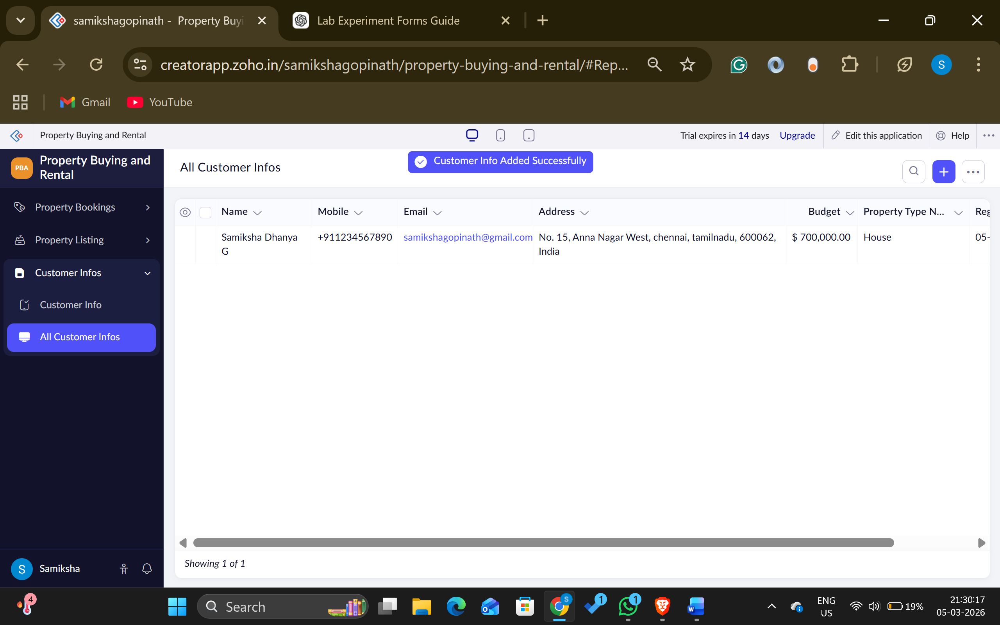 samikshagopinath - Property Buyi
Lab Experiment Forms Guide
creatorapp.zoho.in/samikshagopinath/property-buying-and-rental/#Rep...
S
Gmail
YouTube
Property Buying and Rental
Trial expires in 14 days
Upgrade
Edit this application
Help
PBA
Property Buying and
Rental
All Customer Infos
Customer Info Added Successfully
Property Bookings
Property Listing
Customer Infos
Customer Info
All Customer Infos
Name
Mobile
Email
Address
Budget
Property Type N...
Reg
Samiksha Dhanya
G
+911234567890
samikshagopinath@gmail.com
No. 15, Anna Nagar West, chennai, tamilnadu, 600062,
India
$ 700,000.00
House
05-
Showing 1 of 1
S
Samiksha
4
Search
S
1
1
ENG
US
19%
21:30:17
05-03-2026